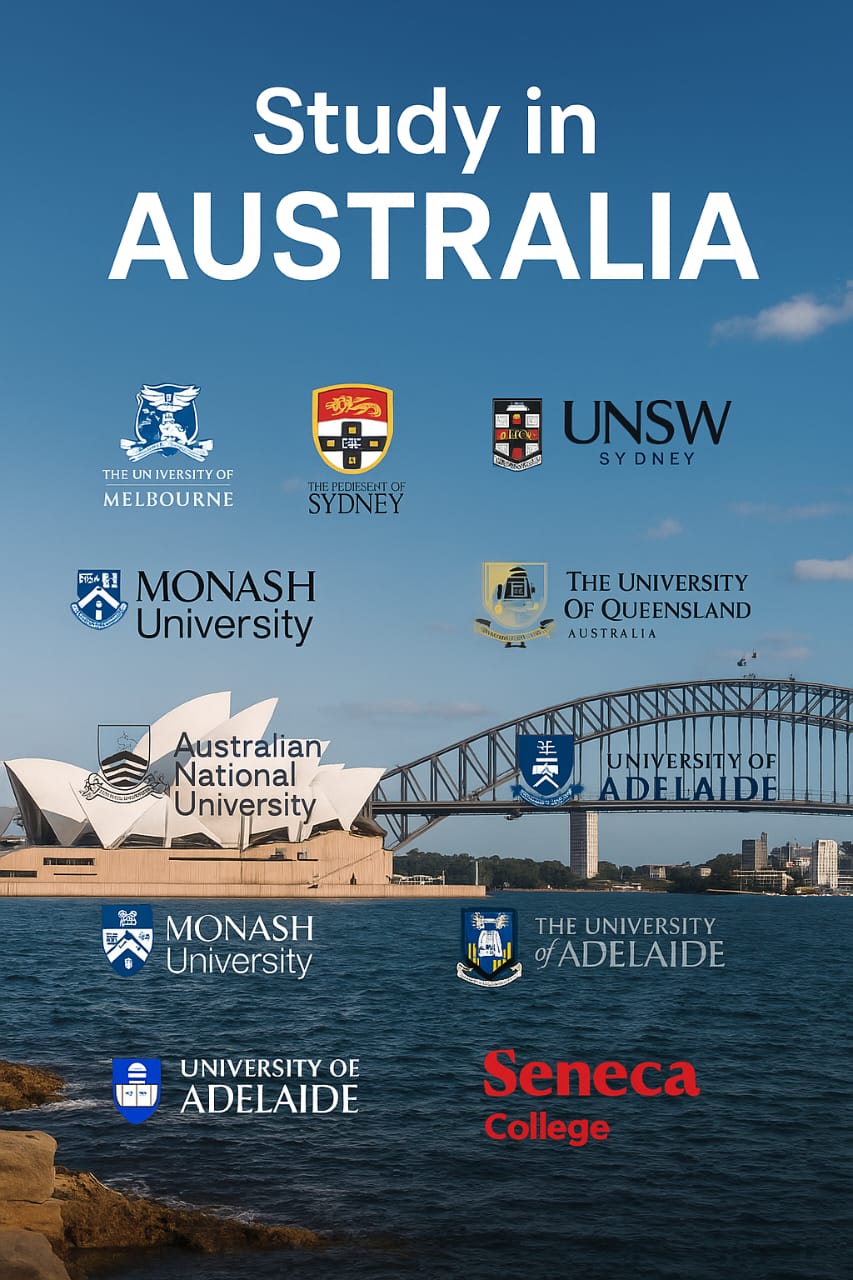 Study in
AUSTRALIA
THE UN IVERSITY OF
MELBOURNE
THE PEDIESENT OF
SYDNEY
UNSW
SYDNEY
MONASH
University
THE UNIVERSITY
OF QUEENSLAND
AUSTRALIA
Australian
National
University
UNIVERSITY OF
ADELAIDE
MONASH
University
THE UNIVERSITY
of ADELAIDE
UNIVERSITY OF
ADELAIDE
Seneca
College